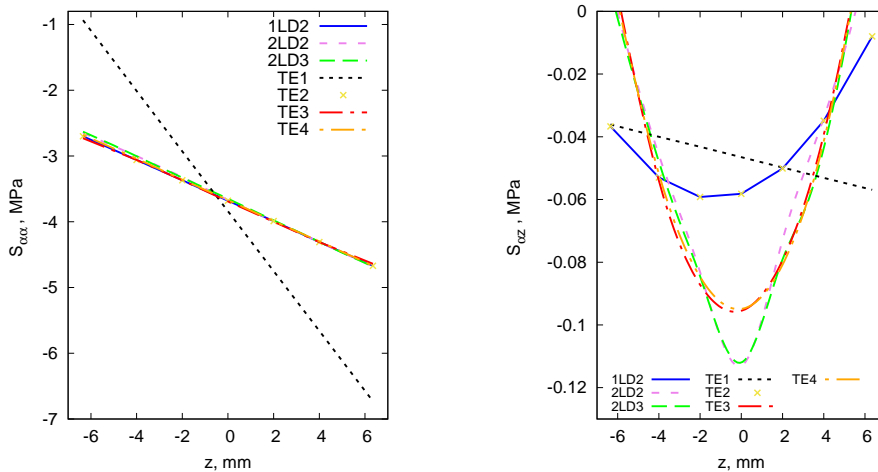 -1
-2
-3
-4
-5
-6
-7
-6 -4 -2 0 2 4 6
S_αα , MPa
z, mm
1LD2
2LD2
2LD3
TE1
TE2
TE3
TE4
0
-0.02
-0.04
-0.06
-0.08
-0.1
-0.12
-6 -4 -2 0 2 4 6
S_αz , MPa
z, mm
1LD2 TE1 TE4
2LD2 TE2
2LD3 TE3